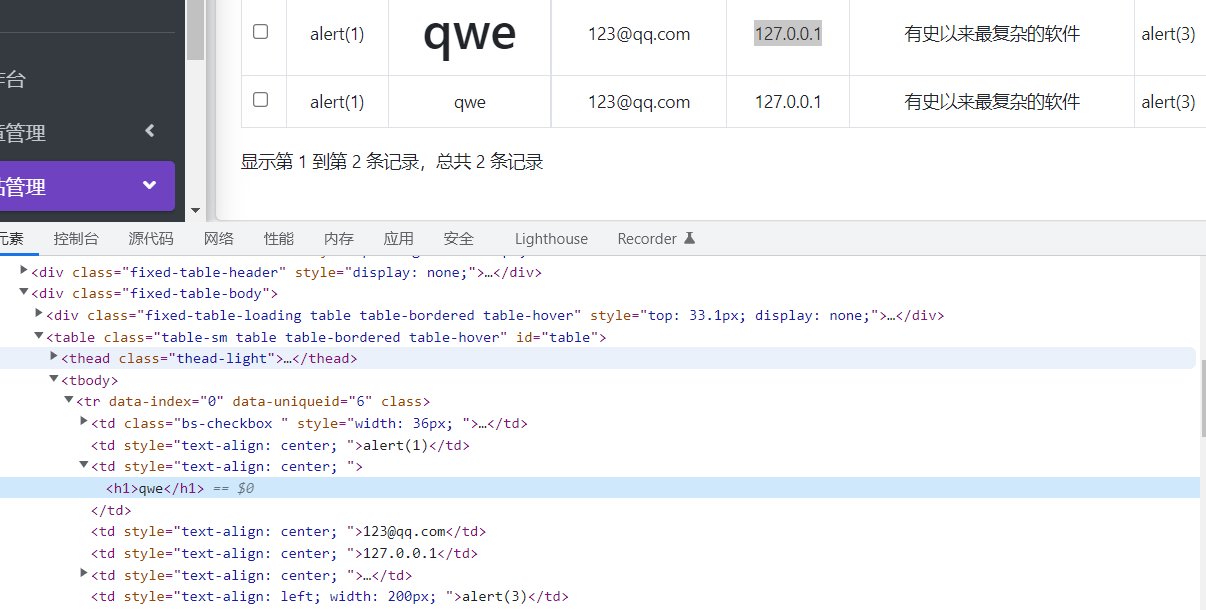 alert(1) qwe 123@qq.com 127.0.0.1 有史以来最复杂的软件 alert(3)
作台
alert(1) qwe 123@qq.com 127.0.0.1 有史以来最复杂的软件 alert(3)
管理
显示第 1 到第 2 条记录，总共 2 条记录
管理
元素 控制台 源代码 网络 性能 内存 应用 安全 Lighthouse Recorder
<div class="fixed-table-header" style="display: none;">…</div>
<div class="fixed-table-body">
<div class="fixed-table-loading table table-bordered table-hover" style="top: 33.1px; display: none;">…</div>
<table class="table-sm table table-bordered table-hover" id="table">
<thead class="thead-light">…</thead>
<tbody>
<tr data-index="0" data-uniqueid="6" class>
<td class="bs-checkbox " style="width: 36px; ">…</td>
<td style="text-align: center; ">alert(1)</td>
<td style="text-align: center; ">
<h1>qwe</h1> == $0
</td>
<td style="text-align: center; ">123@qq.com</td>
<td style="text-align: center; ">127.0.0.1</td>
<td style="text-align: center; ">…</td>
<td style="text-align: left; width: 200px; ">alert(3)</td>